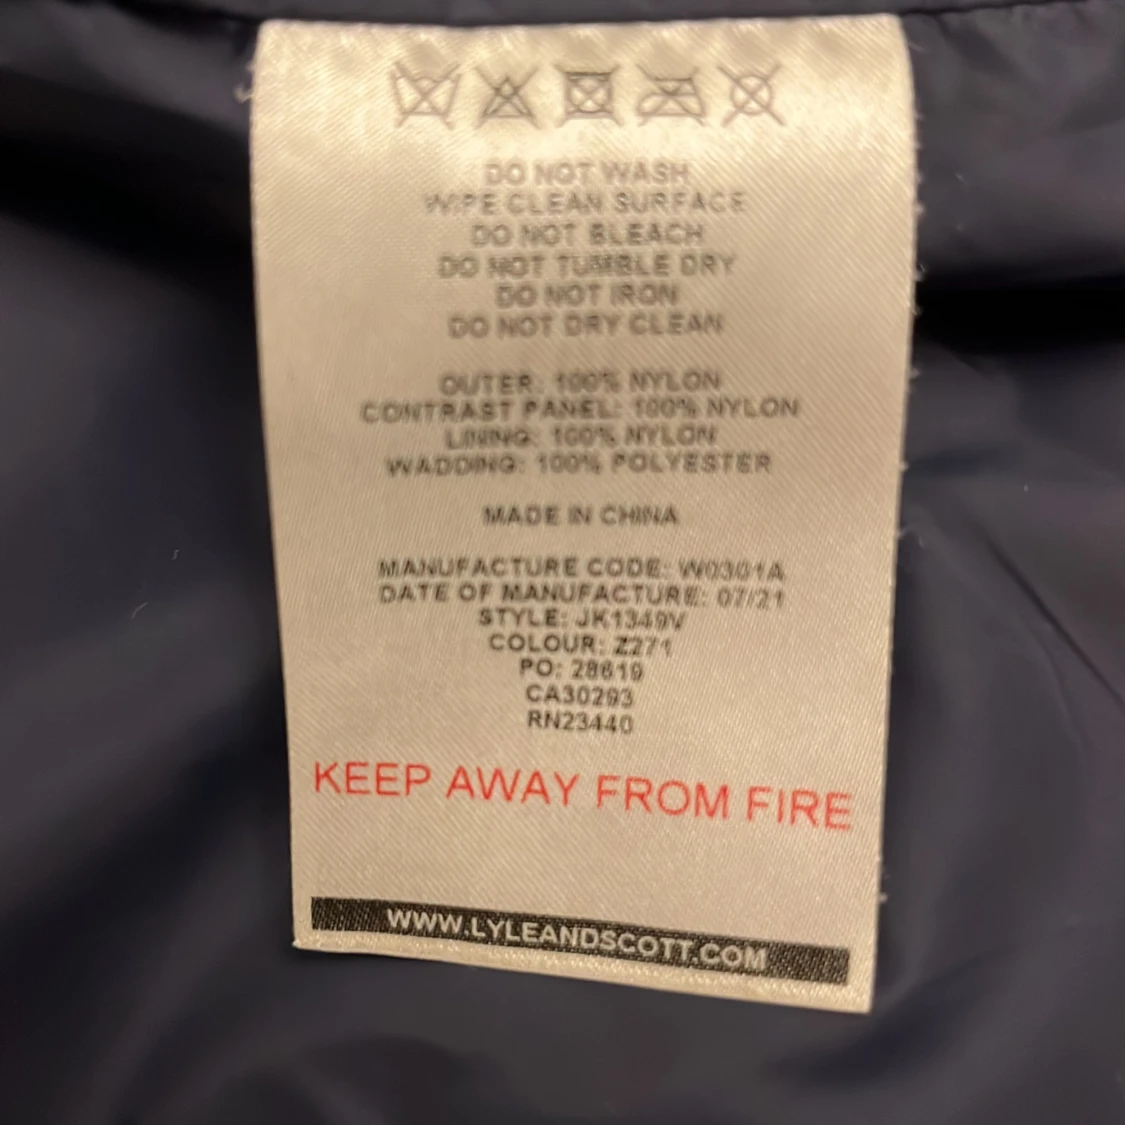 DO NOT WASH
WIPE CLEAN SURFACE
DO NOT BLEACH
DO NOT TUMBLE DRY
DO NOT IRON
DO NOT DRY CLEAN
OUTER: 100% NYLON
CONTRAST PANEL: 100% NYLON
LINING: 100% NYLON
WADDING: 100% POLYESTER
MADE IN CHINA
MANUFACTURE CODE: W0301A
DATE OF MANUFACTURE: 07/21
STYLE: JK1349V
COLOUR: Z271
PO: 28619
CA30293
RN23440
KEEP AWAY FROM FIRE
WWW.LYLEANDSCOTT.COM